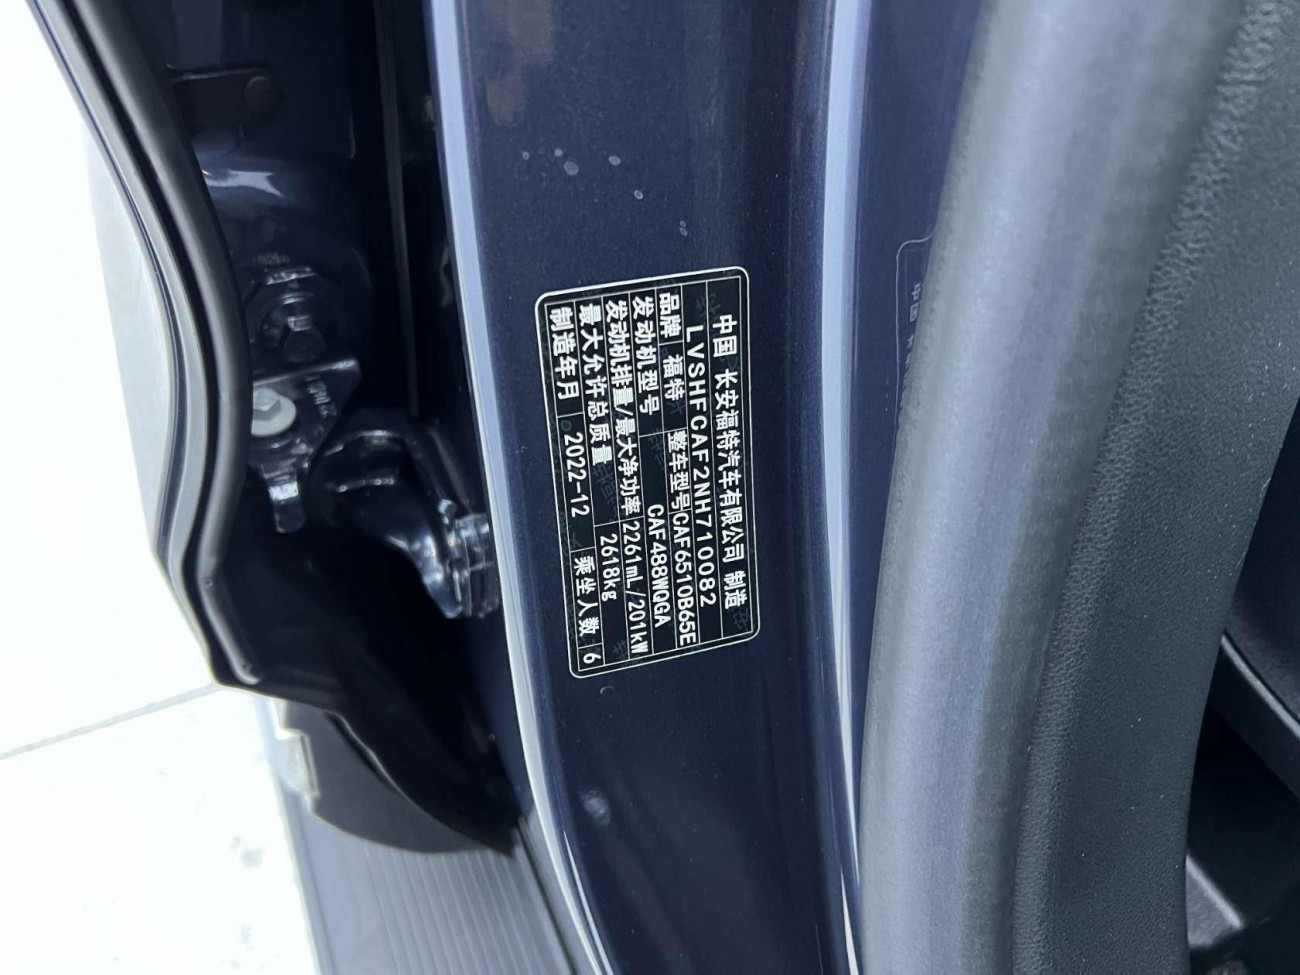 中国 长安福特汽车有限公司 制造
LVSHFCAF2NH710082
品牌 福特 整车型号 CAF6510B65E
发动机型号 CAF488WQGA
发动机排量/最大净功率 2261mL/201kW
最大允许总质量 2618kg
制造年月 2022-12 乘坐人数 6
中国